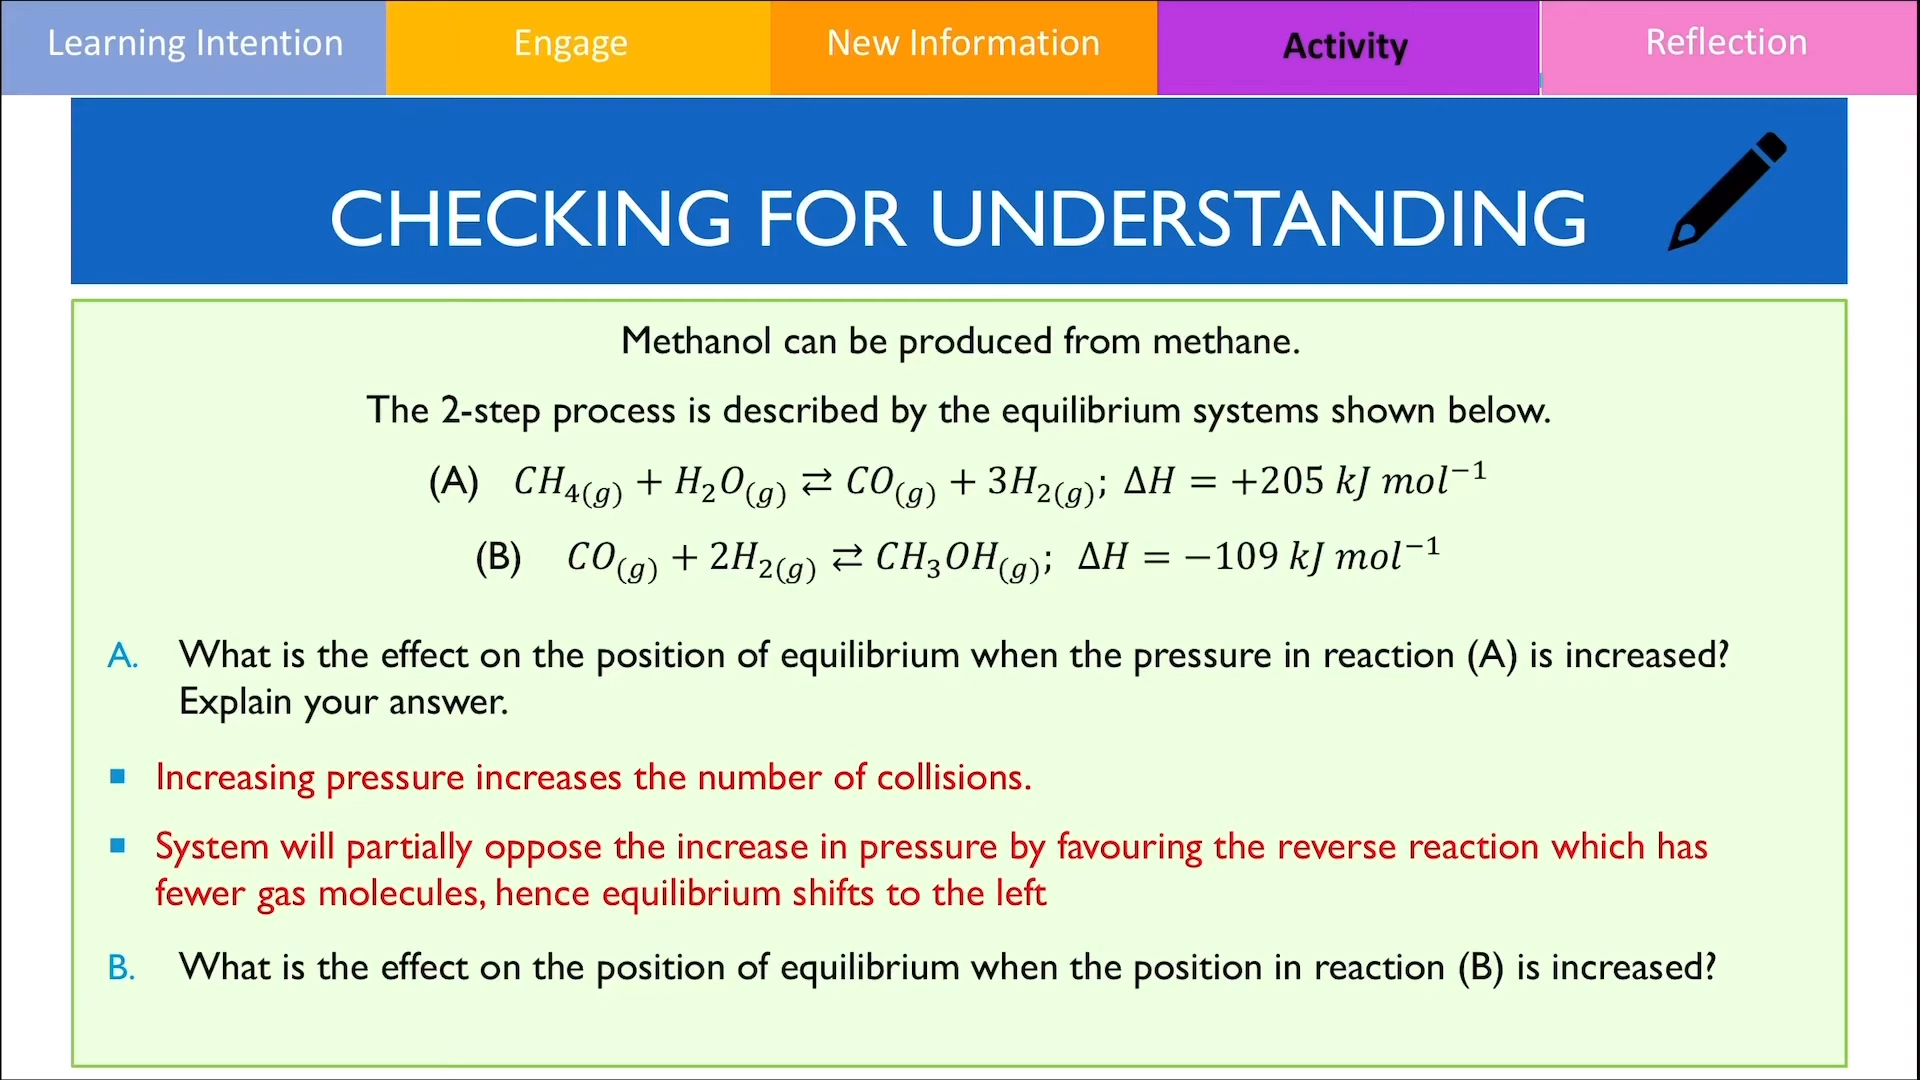 Learning Intention
Engage
New Information
Activity
Reflection
CHECKING FOR UNDERSTANDING
Methanol can be produced from methane.
The 2-step process is described by the equilibrium systems shown below.
(A) CH₄₍g₎ + H₂O₍g₎ ⇄ CO₍g₎ + 3H₂₍g₎; ΔH = +205 kJ mol⁻¹
(B) CO₍g₎ + 2H₂₍g₎ ⇄ CH₃OH₍g₎; ΔH = −109 kJ mol⁻¹
A. What is the effect on the position of equilibrium when the pressure in reaction (A) is increased?
Explain your answer.
▪ Increasing pressure increases the number of collisions.
▪ System will partially oppose the increase in pressure by favouring the reverse reaction which has
fewer gas molecules, hence equilibrium shifts to the left
B. What is the effect on the position of equilibrium when the position in reaction (B) is increased?